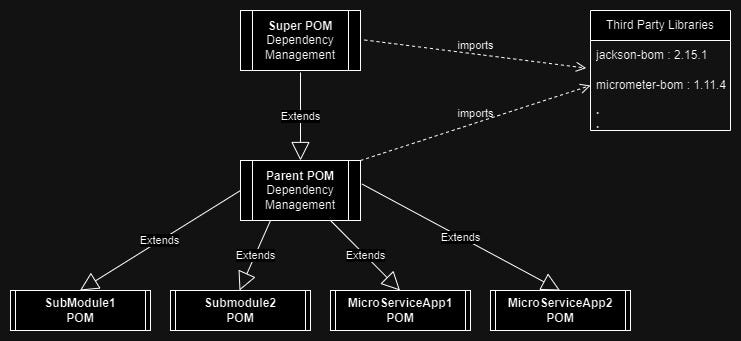 Super POM
Dependency
Management
Third Party Libraries
imports
jackson-bom : 2.15.1
micrometer-bom : 1.11.4
Extends
imports
.
.
Parent POM
Dependency
Management
Extends
Extends
Extends
Extends
SubModule1
POM
Submodule2
POM
MicroServiceApp1
POM
MicroServiceApp2
POM